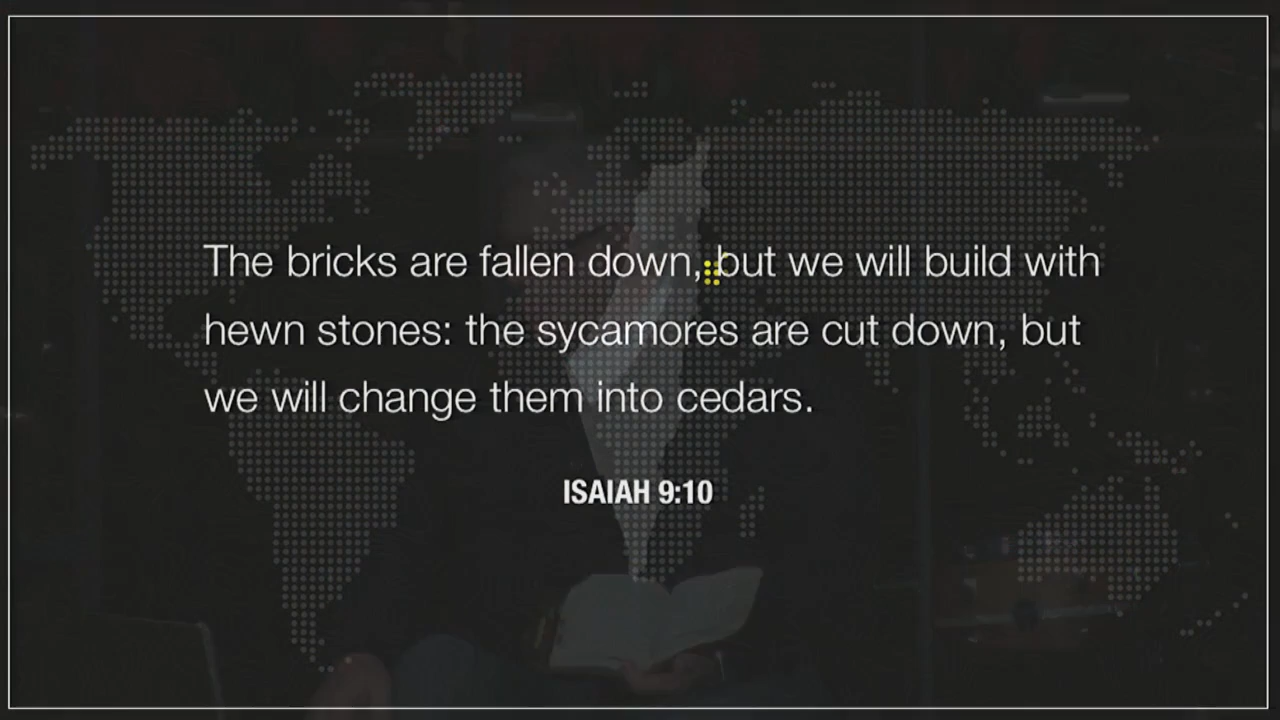 The bricks are fallen down, but we will build with
hewn stones: the sycamores are cut down, but
we will change them into cedars.
ISAIAH 9:10